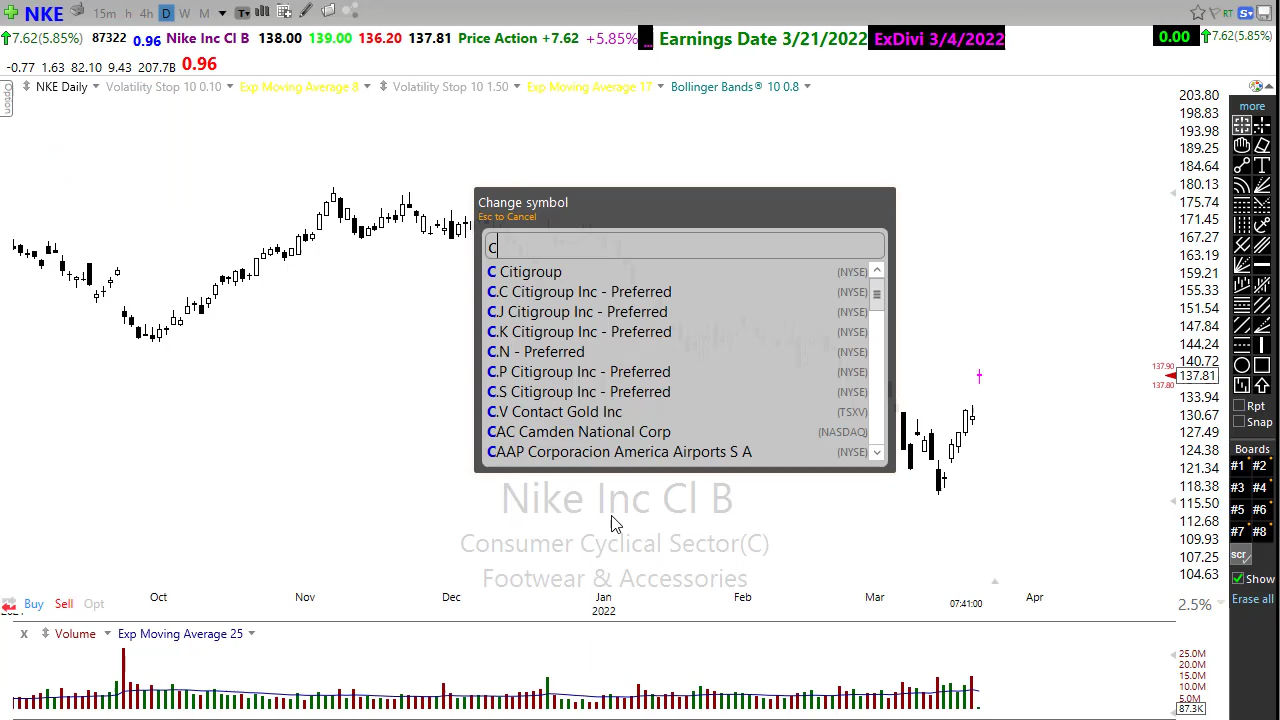 NKE 15m h 4h D W M T RT S
7.62(5.85%) 87322 0.96 Nike Inc Cl B 138.00 139.00 136.20 137.81 Price Action +7.62 +5.85% ... Earnings Date 3/21/2022 ExDivi 3/4/2022 0.00 7.62(5.85%)
-0.77 1.63 82.10 9.43 207.7B 0.96
Option
NKE Daily Volatility Stop 10 0.10 Exp Moving Average 8 Volatility Stop 10 1.50 Exp Moving Average 17 Bollinger Bands® 10 0.8
203.80
198.83
193.98
189.25
184.64
180.13
175.74
171.45
167.27
163.19
159.21
155.33
151.54
147.84
144.24
140.72
137.90
137.81
137.80
133.94
130.67
127.49
124.38
121.34
118.38
115.50
112.68
109.93
107.25
104.63
more
T
Rpt
Snap
Boards
#1 #2
#3 #4
#5 #6
#7 #8
scr
Show
Erase all
Change symbol
Esc to Cancel
C
C Citigroup (NYSE)
C.C Citigroup Inc - Preferred (NYSE)
C.J Citigroup Inc - Preferred (NYSE)
C.K Citigroup Inc - Preferred (NYSE)
C.N - Preferred (NYSE)
C.P Citigroup Inc - Preferred (NYSE)
C.S Citigroup Inc - Preferred (NYSE)
C.V Contact Gold Inc (TSXV)
CAC Camden National Corp (NASDAQ)
CAAP Corporacion America Airports S A (NYSE)
Nike Inc Cl B
Consumer Cyclical Sector(C)
Footwear & Accessories
Oct Nov Dec Jan Feb Mar Apr
2022
07:41:00
Buy Sell Opt
2.5%
X Volume Exp Moving Average 25
25.0M
20.0M
15.0M
10.0M
5.0M
87.3K